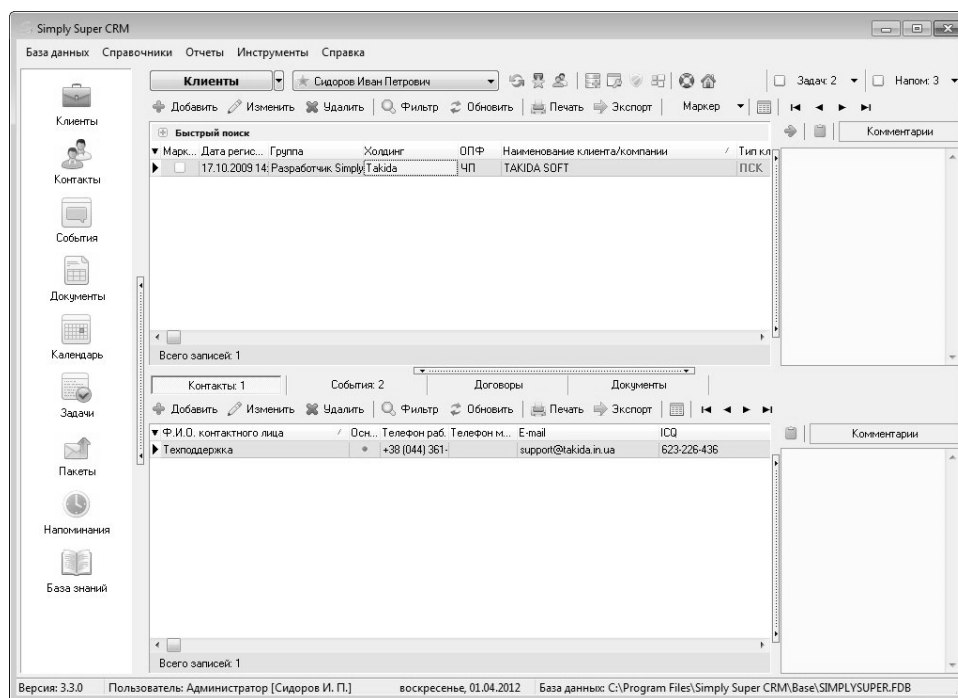 Simply Super CRM
База данных Справочники Отчеты Инструменты Справка
Клиенты Сидоров Иван Петрович Задач: 2 Напом: 3
Добавить Изменить Удалить Фильтр Обновить Печать Экспорт Маркер
Быстрый поиск
Комментарии
Марк... Дата регис... Группа Холдинг ОПФ Наименование клиента/компании / Тип кл
17.10.2009 14: Разработчик Simply Takida ЧП TAKIDA SOFT ПСК
Всего записей: 1
Клиенты
Контакты
События
Документы
Календарь
Задачи
Пакеты
Напоминания
База знаний
Контакты: 1 События: 2 Договоры Документы
Добавить Изменить Удалить Фильтр Обновить Печать Экспорт
Ф.И.О. контактного лица / Осн... Телефон раб. Телефон м... E-mail ICQ
Комментарии
Техподдержка +38 (044) 361- support@takida.in.ua 623-226-436
Всего записей: 1
Версия: 3.3.0 Пользователь: Администратор [Сидоров И. П.] воскресенье, 01.04.2012 База данных: C:\Program Files\Simply Super CRM\Base\SIMPLYSUPER.FDB